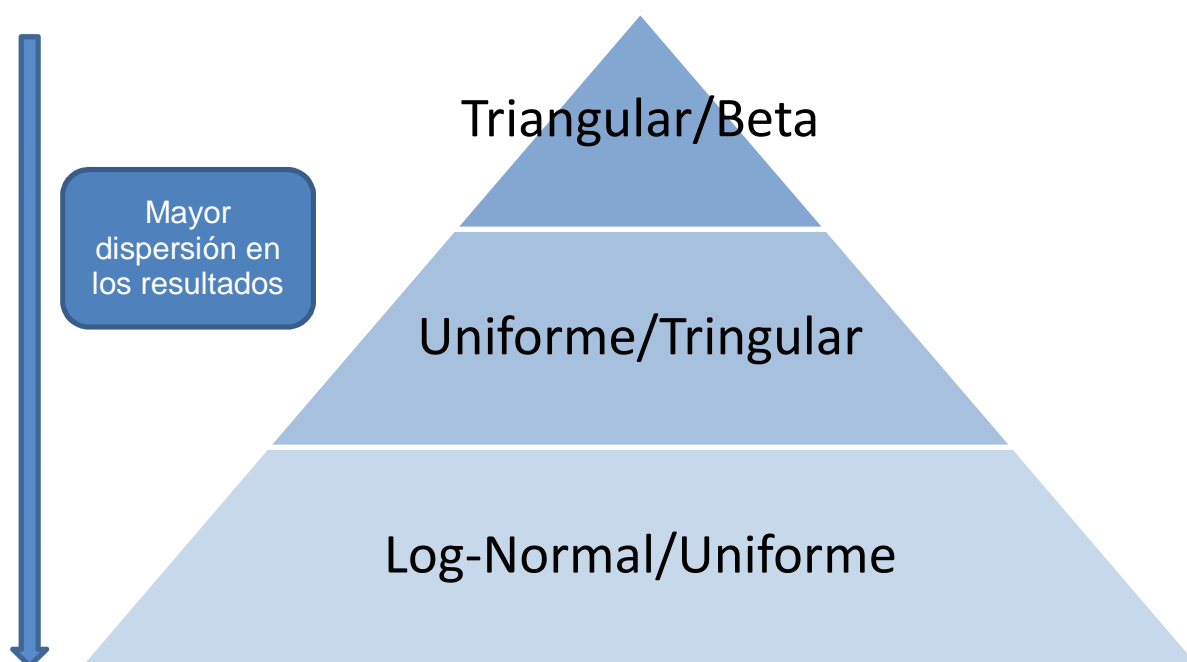 Triangular/Beta
Mayor
dispersión en
los resultados
Uniforme/Tringular
Log-Normal/Uniforme